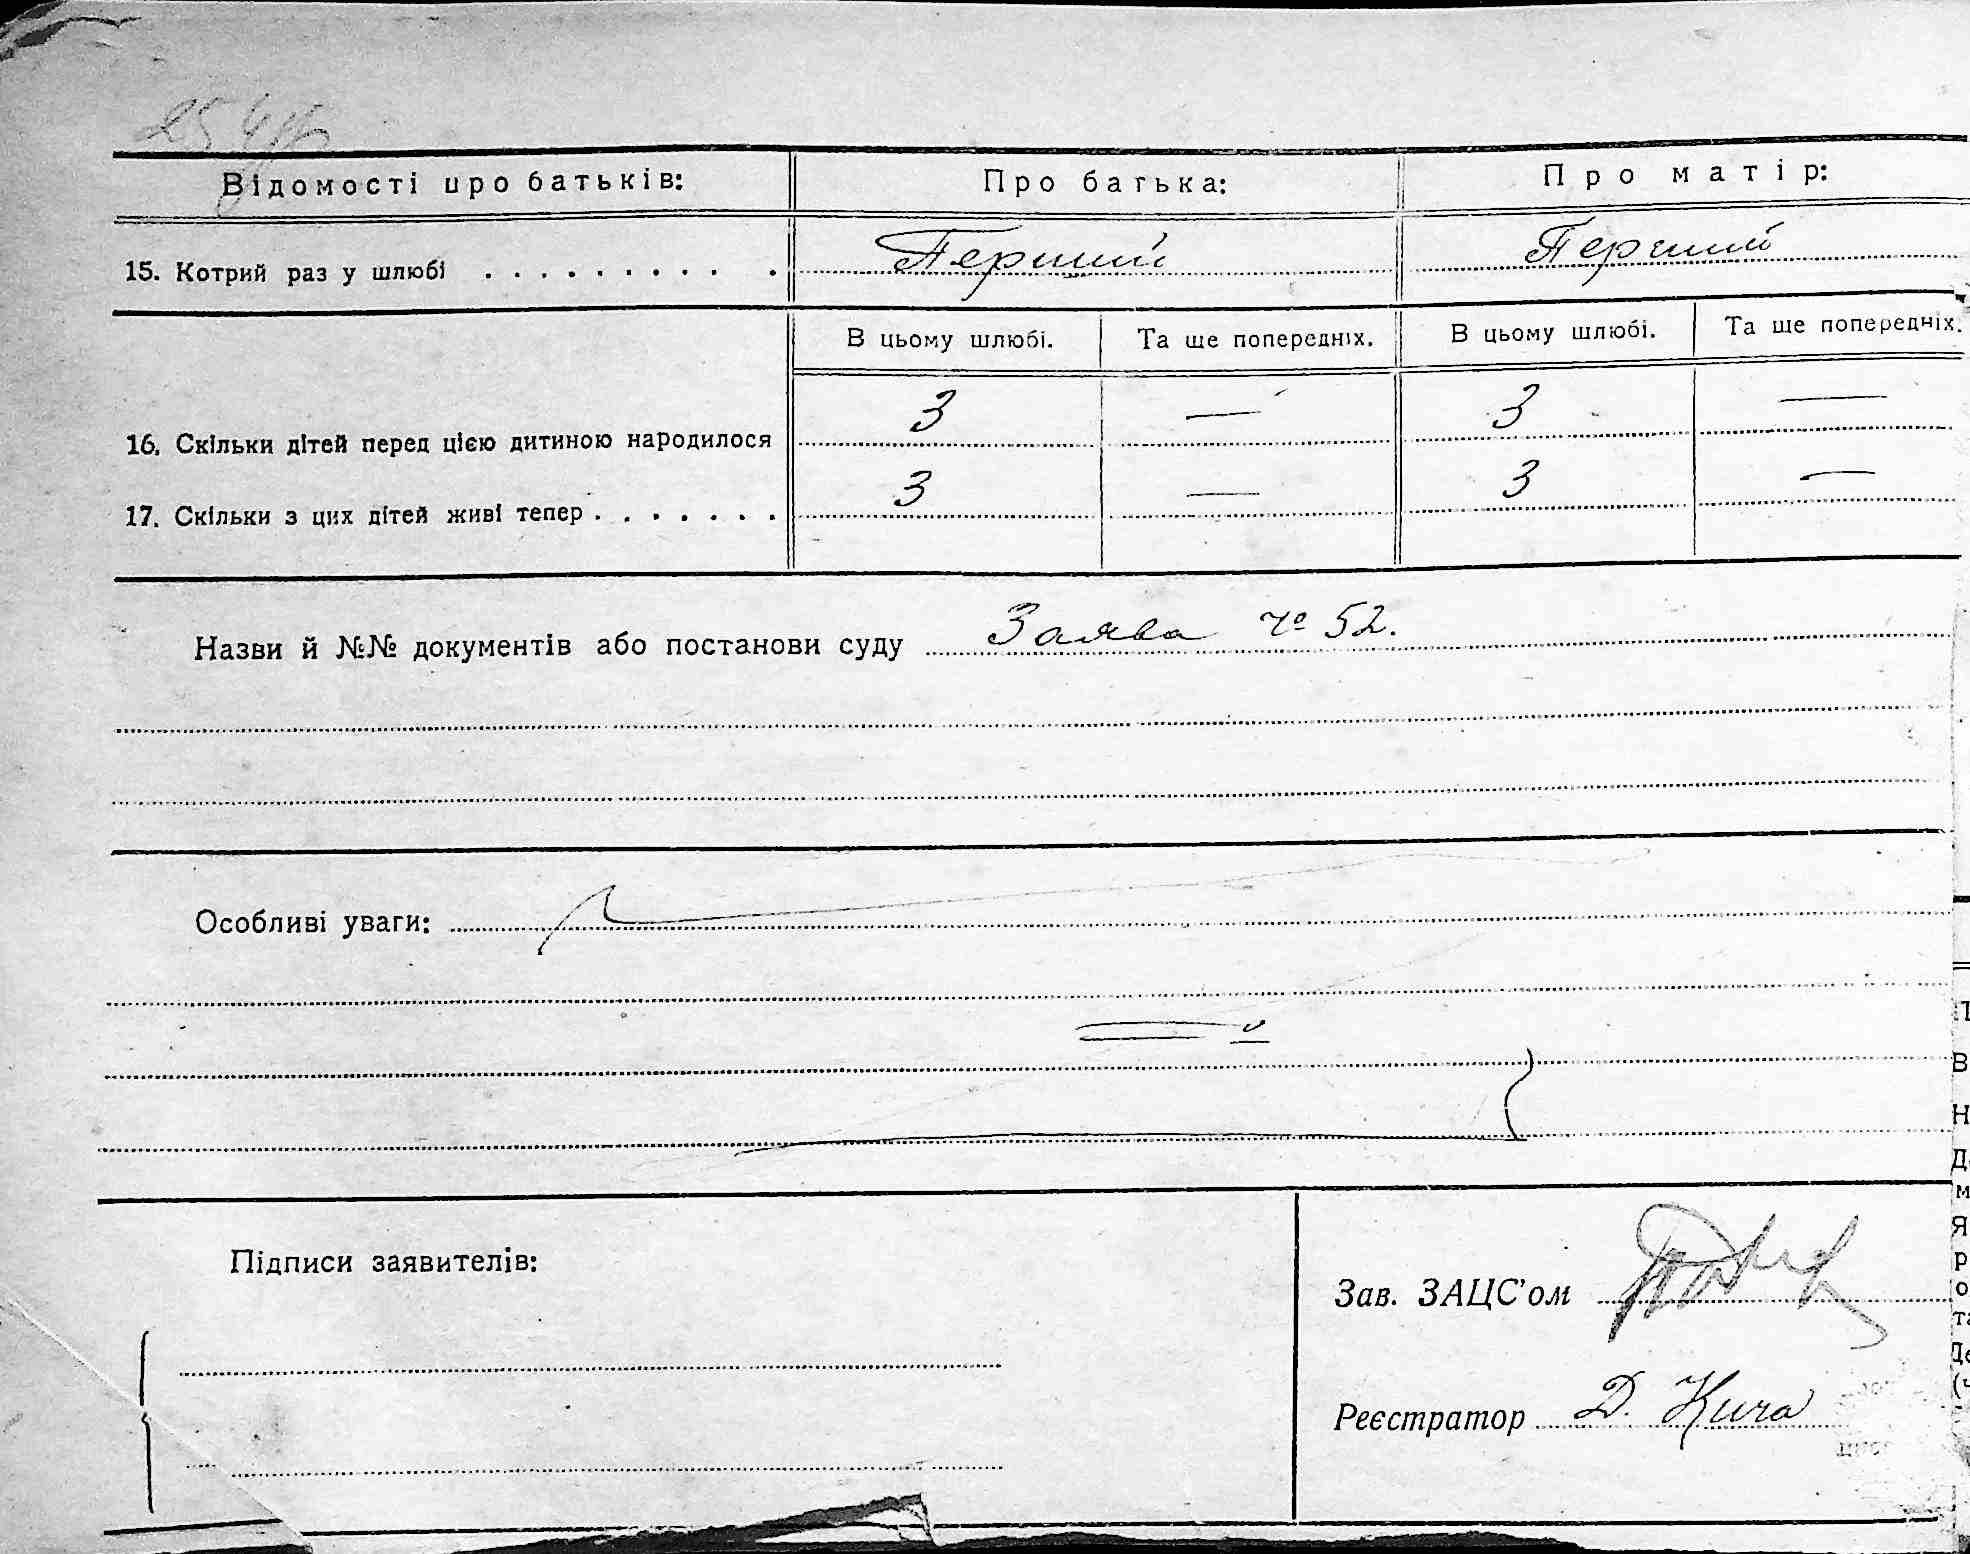 Відомості про батьків: Про батька: Про матір:
15. Котрий раз у шлюбі . . . . . . . . . . Перший Перший
В цьому шлюбі. Та ще попередніх. В цьому шлюбі. Та ще попередніх.
16. Скільки дітей перед цією дитиною народилося 3 — 3 —
17. Скільки з цих дітей живі тепер . . . . . . . 3 — 3 —
Назви й №№ документів або постанови суду Заява ч° 52.
Особливі уваги:
Підписи заявителів:
Зав. ЗАЦС’ом
Реєстратор Д. Кича